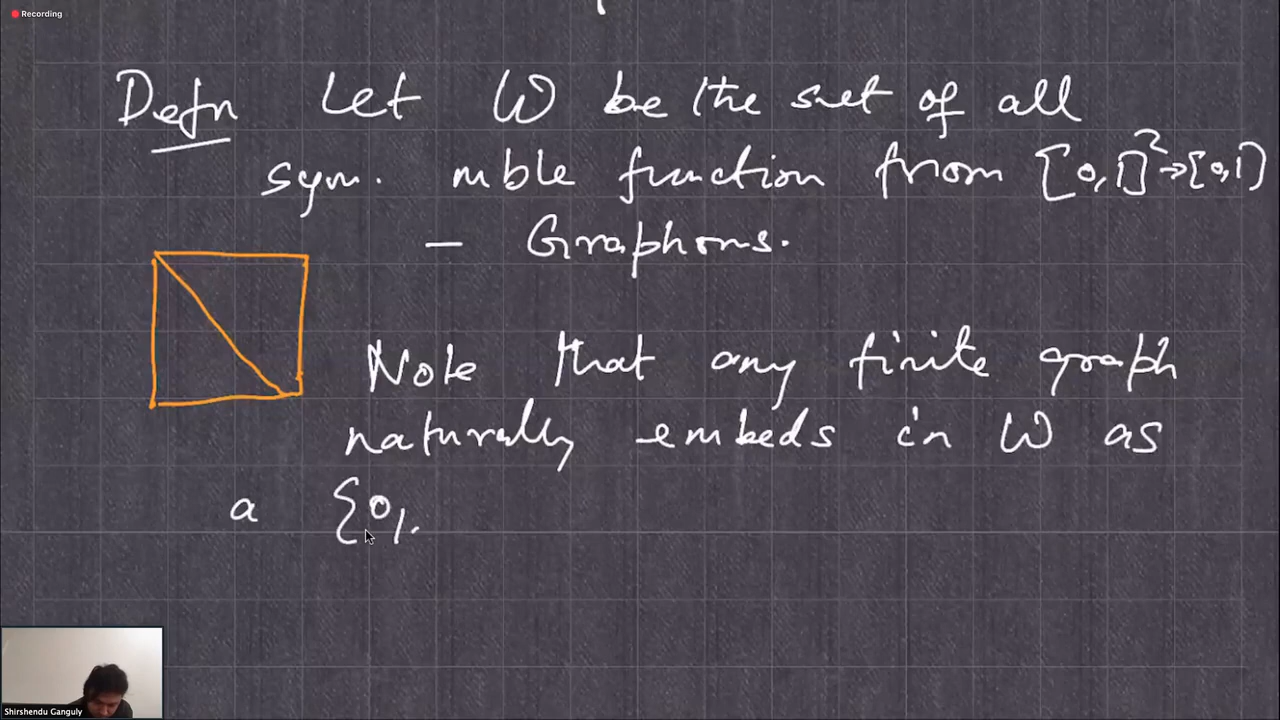 Recording
Defn Let W be the set of all
sym. mble function from [0,1]²→[0,1]
— Graphons.
Note that any finite graph
naturally embeds in W as
a {0,
Shirshendu Ganguly